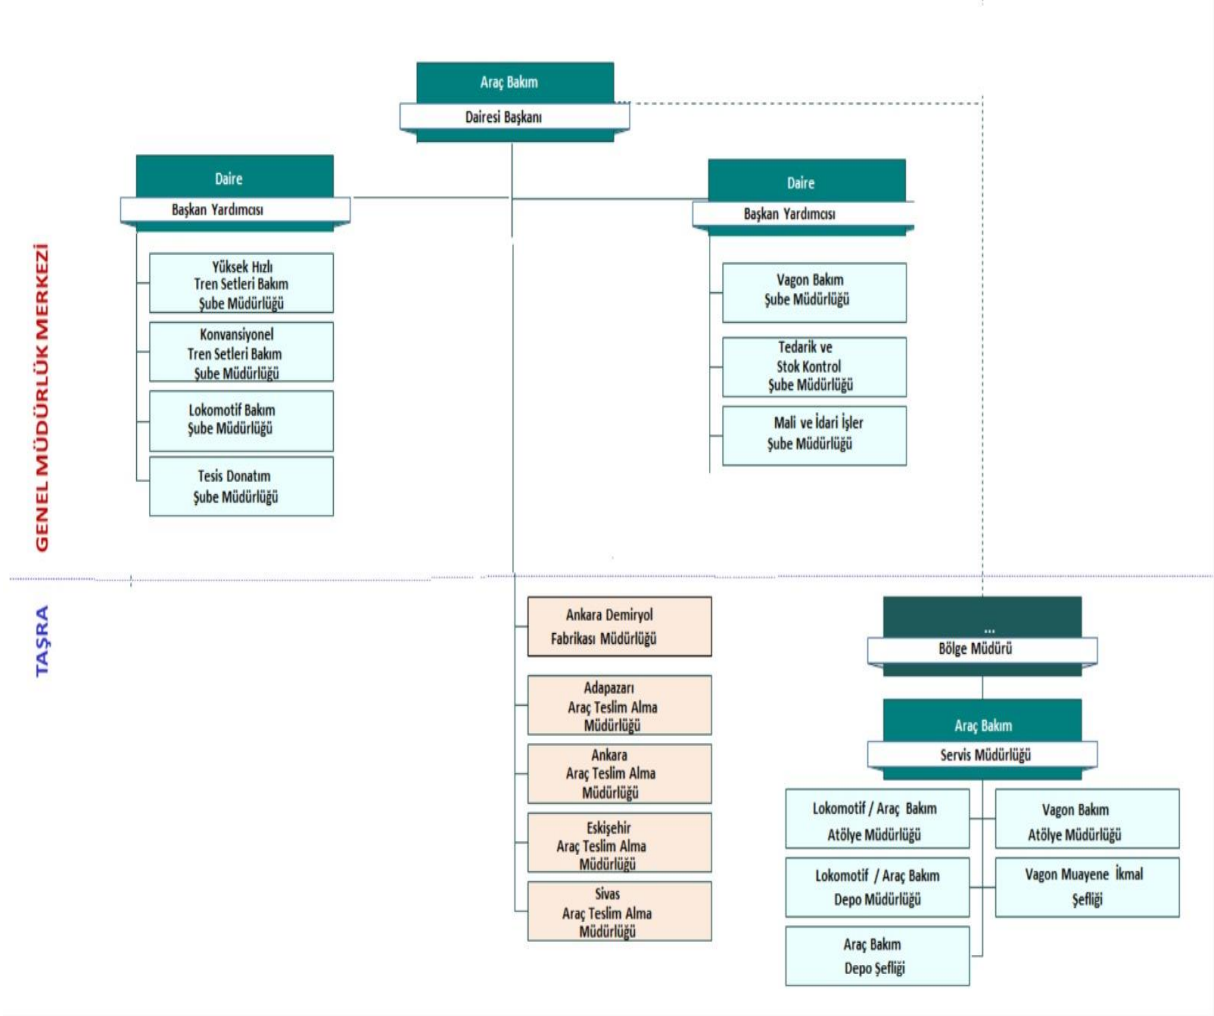 Araç Bakım
Dairesi Başkanı
Daire
Başkan Yardımcısı
Daire
Başkan Yardımcısı
GENEL MÜDÜRLÜK MERKEZİ
Yüksek Hızlı
Tren Setleri Bakım
Şube Müdürlüğü
Konvansiyonel
Tren Setleri Bakım
Şube Müdürlüğü
Lokomotif Bakım
Şube Müdürlüğü
Tesis Donatım
Şube Müdürlüğü
Vagon Bakım
Şube Müdürlüğü
Tedarik ve
Stok Kontrol
Şube Müdürlüğü
Mali ve İdari İşler
Şube Müdürlüğü
TAŞRA
Ankara Demiryol
Fabrikası Müdürlüğü
Adapazarı
Araç Teslim Alma
Müdürlüğü
Ankara
Araç Teslim Alma
Müdürlüğü
Eskişehir
Araç Teslim Alma
Müdürlüğü
Sivas
Araç Teslim Alma
Müdürlüğü
...
Bölge Müdürü
Araç Bakım
Servis Müdürlüğü
Lokomotif / Araç Bakım
Atölye Müdürlüğü
Vagon Bakım
Atölye Müdürlüğü
Lokomotif / Araç Bakım
Depo Müdürlüğü
Vagon Muayene İkmal
Şefliği
Araç Bakım
Depo Şefliği